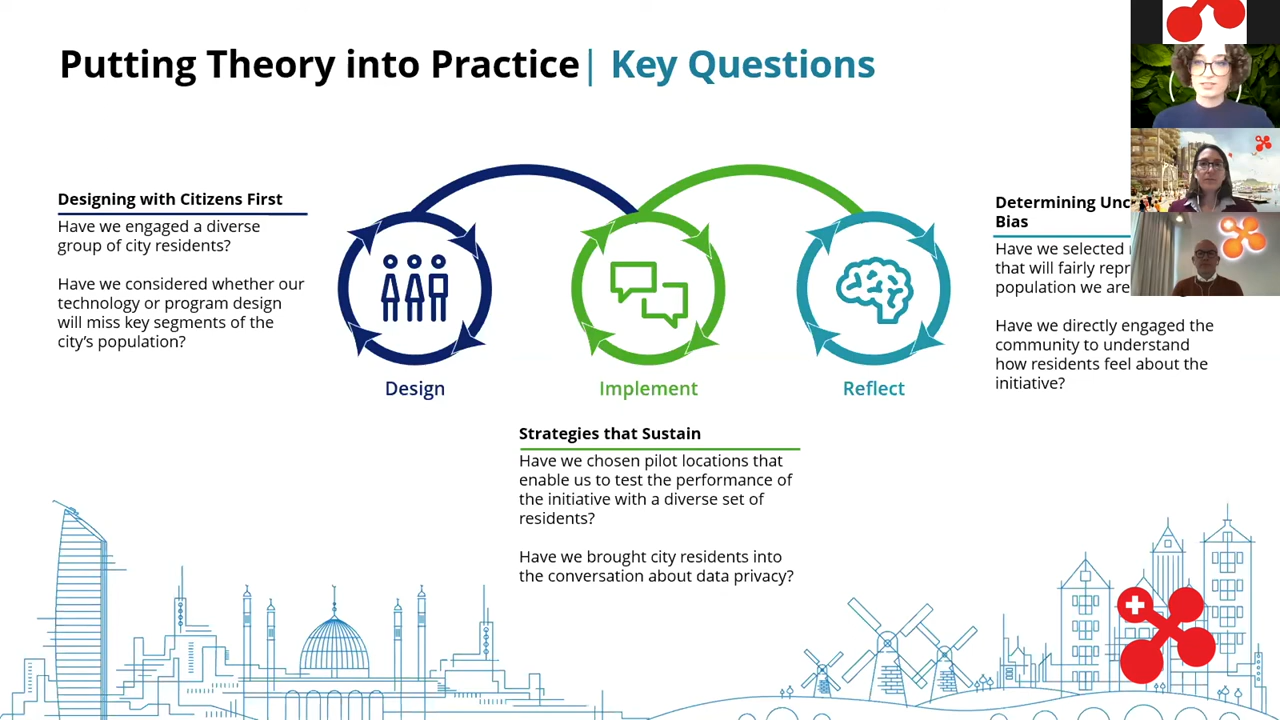 Putting Theory into Practice| Key Questions
Designing with Citizens First
Have we engaged a diverse
group of city residents?
Have we considered whether our
technology or program design
will miss key segments of the
city's population?
Design
Implement
Reflect
Strategies that Sustain
Have we chosen pilot locations that
enable us to test the performance of
the initiative with a diverse set of
residents?
Have we brought city residents into
the conversation about data privacy?
Determining
Bias
Have we selected
that will fairly
population we are
Have we directly engaged the
community to understand
how residents feel about the
initiative?